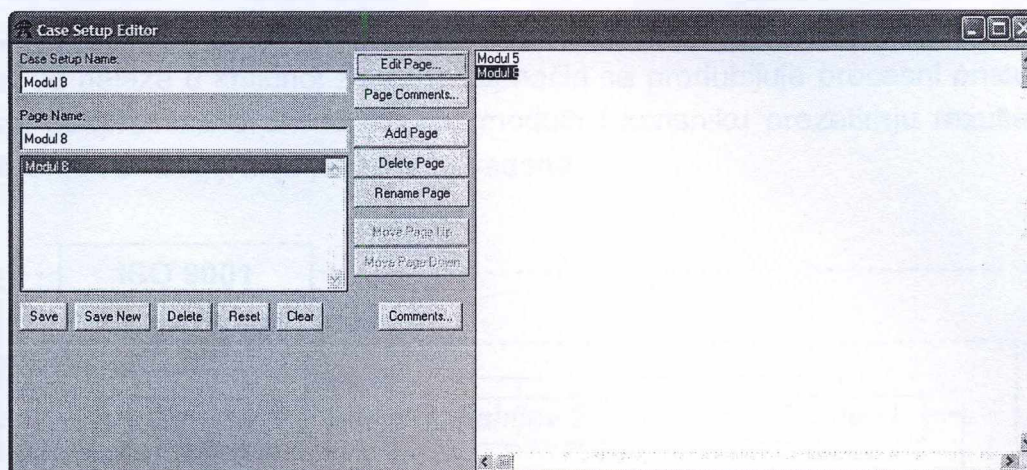 Case Setup Editor
Case Setup Name:
Modul 8
Page Name:
Modul 8
Modul 8
Edit Page...
Page Comments...
Add Page
Delete Page
Rename Page
Move Page Up
Move Page Down
Save
Save New
Delete
Reset
Clear
Comments...
Modul 5
Modul 8